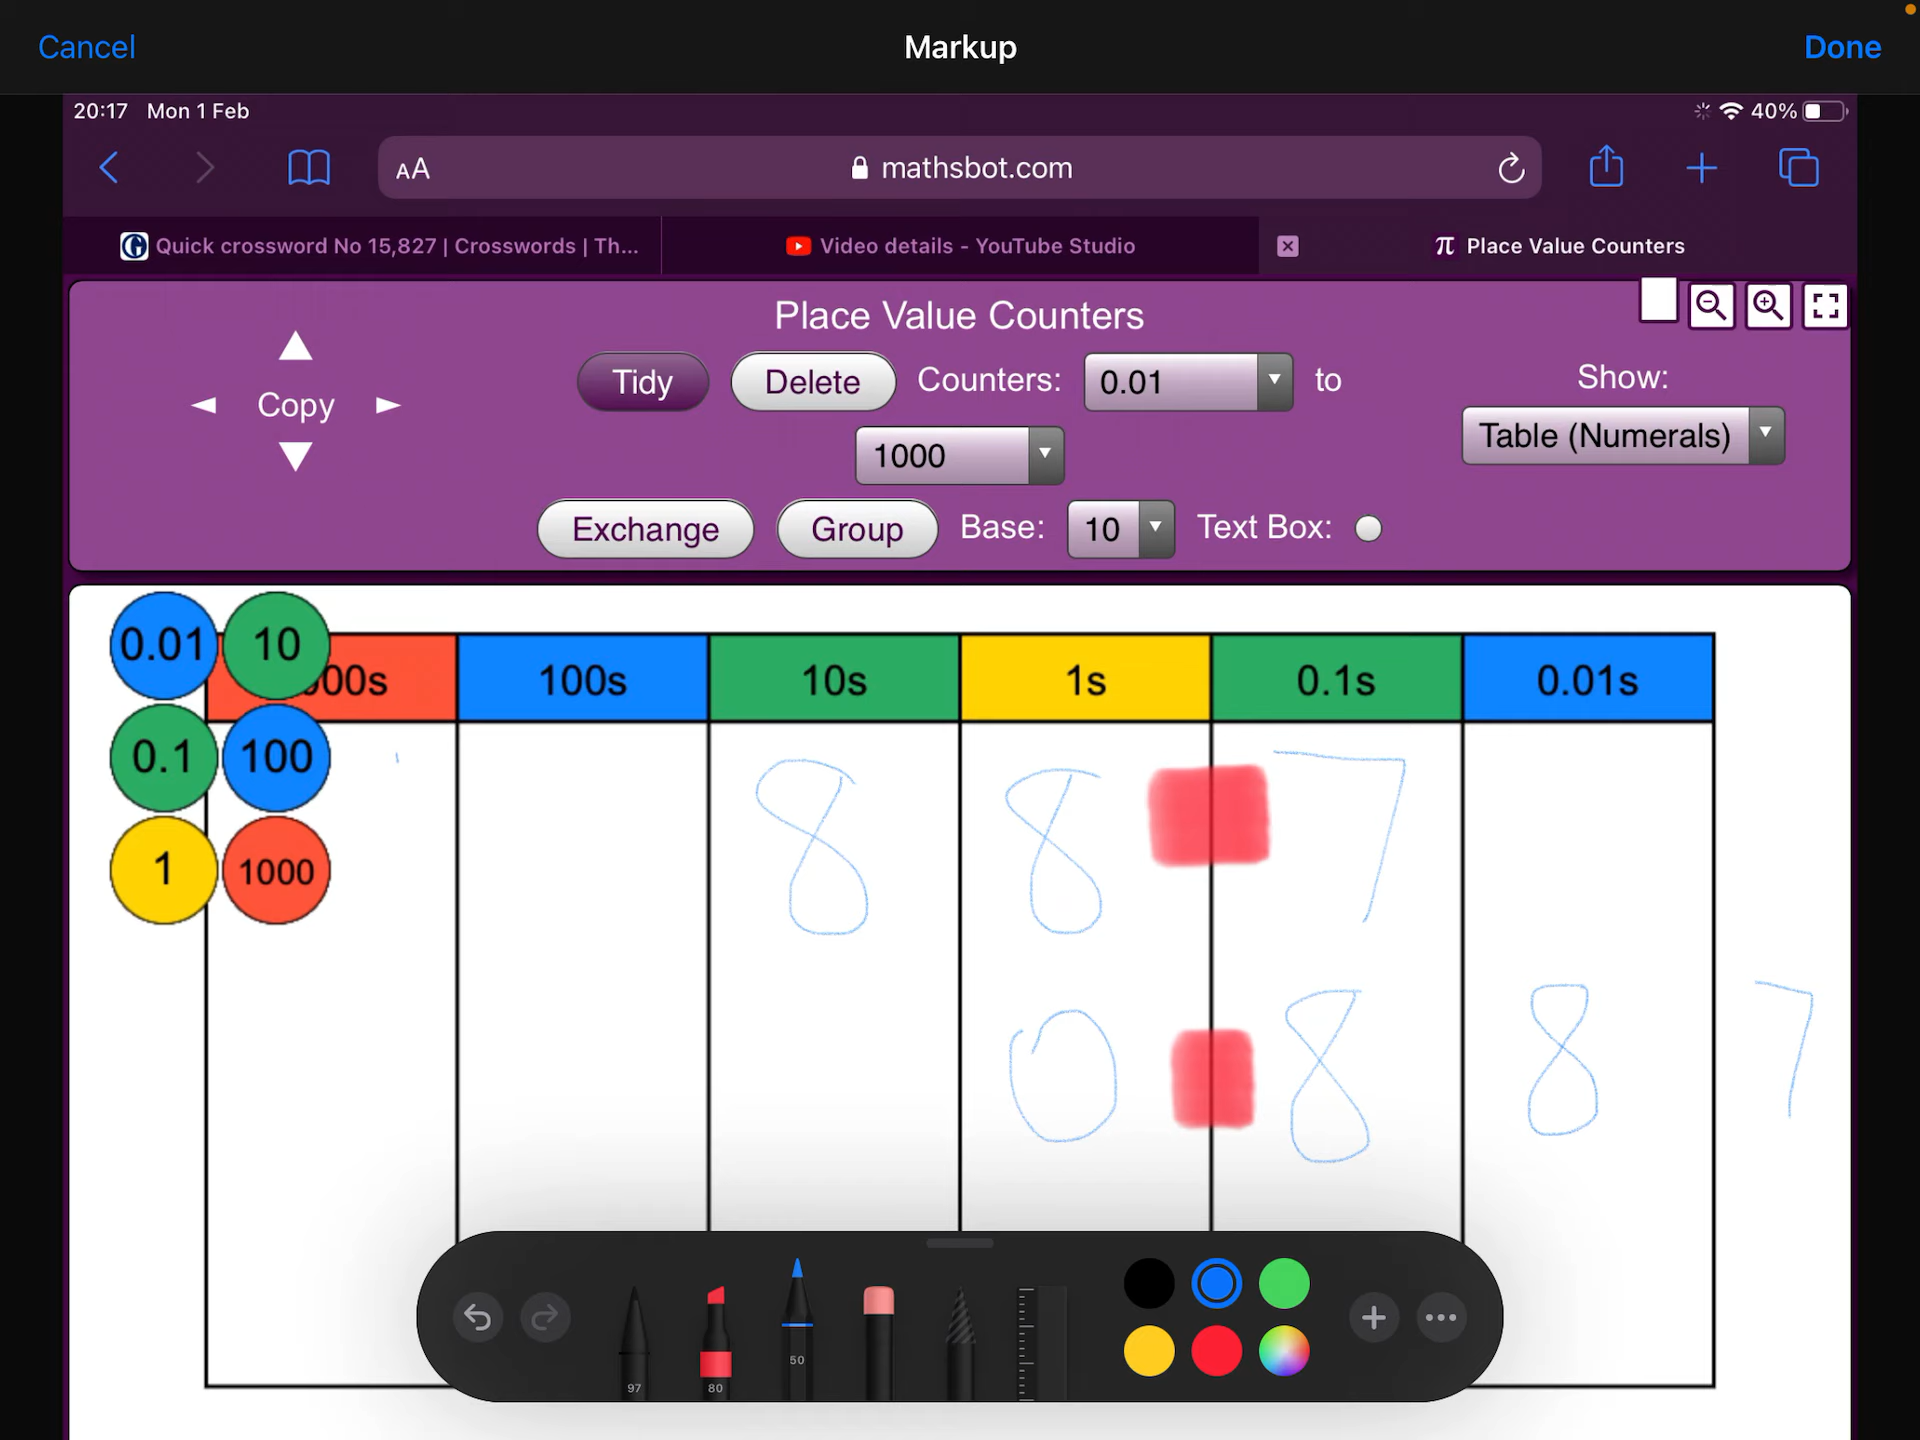 Cancel Markup Done
20:17 Mon 1 Feb 40%
AA mathsbot.com
Quick crossword No 15,827 | Crosswords | Th... Video details - YouTube Studio π Place Value Counters
Place Value Counters
Copy Tidy Delete Counters: 0.01 to Show:
1000 Table (Numerals)
Exchange Group Base: 10 Text Box:
0.01 10
00s 100s 10s 1s 0.1s 0.01s
0.1 100
8 8 7
1 1000
0 8 8 7
97 80 50